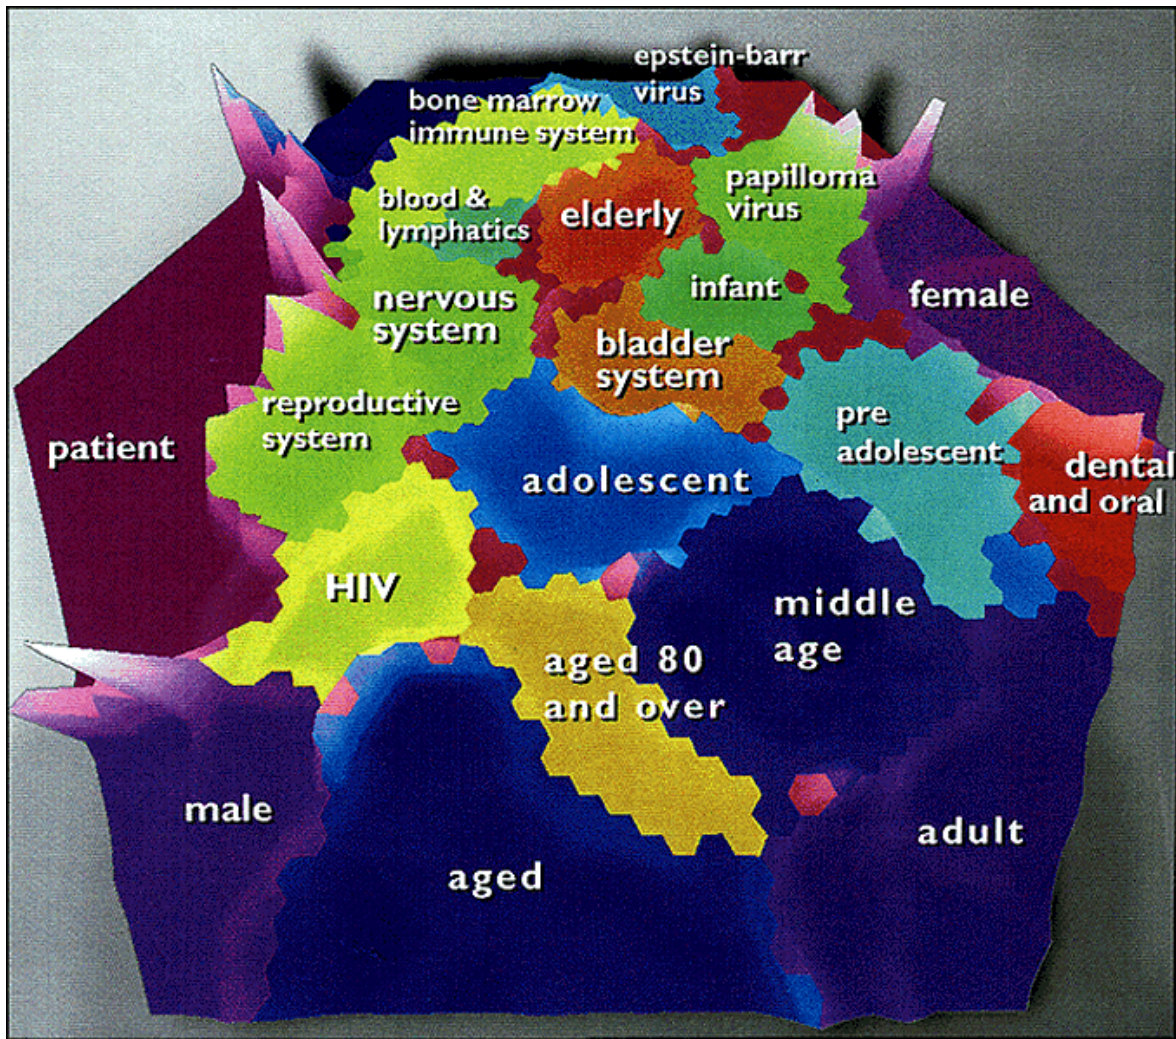 epstein-barr
virus
bone marrow
immune system
papilloma
virus
blood &
lymphatics
elderly
infant
female
nervous
system
bladder
system
reproductive
system
patient
pre
adolescent
dental
and oral
adolescent
HIV
middle
age
aged 80
and over
male
adult
aged